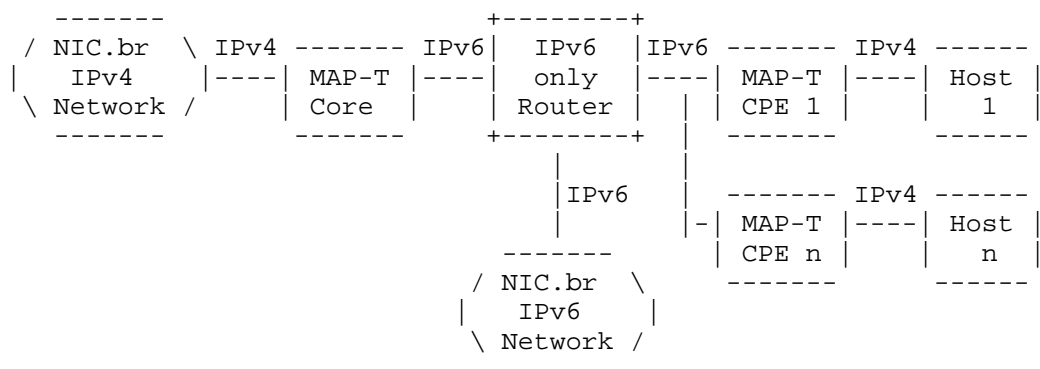 NIC.br IPv4 IPv6 IPv6 IPv6 IPv4
IPv4 MAP-T only MAP-T Host
Network Core Router CPE 1 1
IPv6 IPv4
MAP-T Host
CPE n n
NIC.br
IPv6
Network